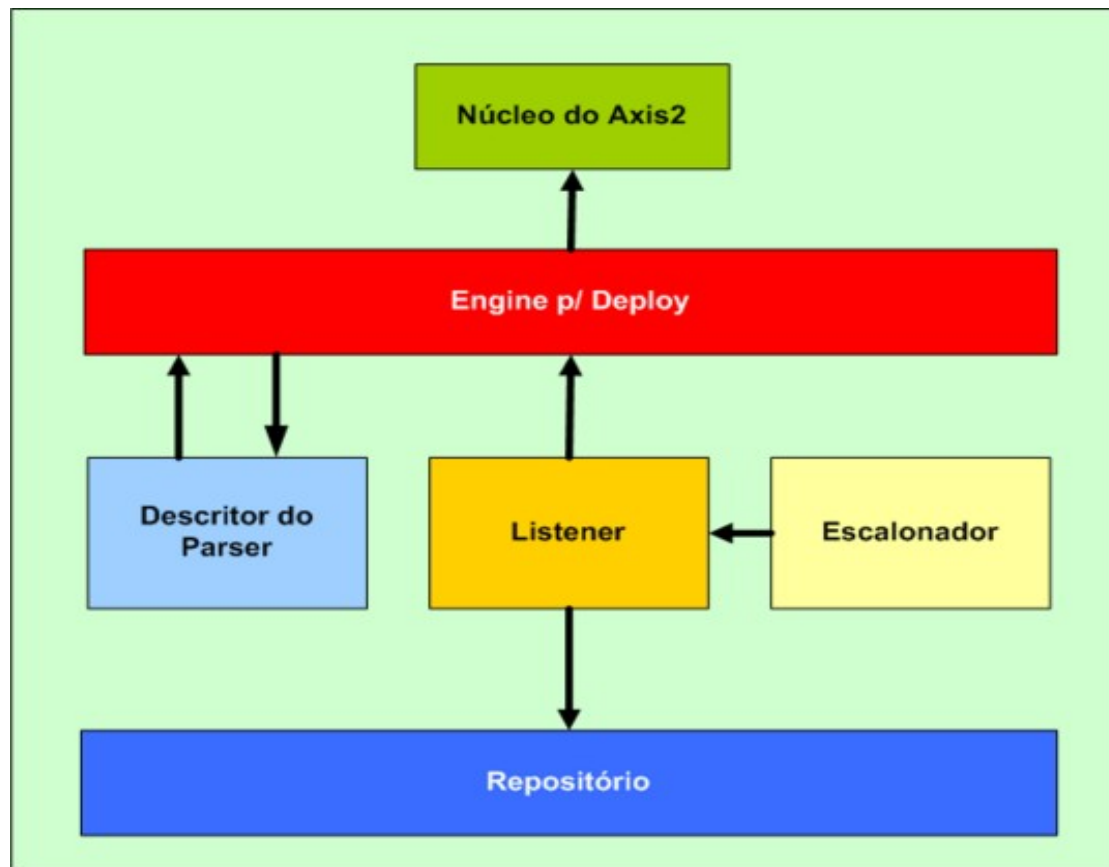 Núcleo do Axis2
Engine p/ Deploy
Descritor do
Parser
Listener
Escalonador
Repositório